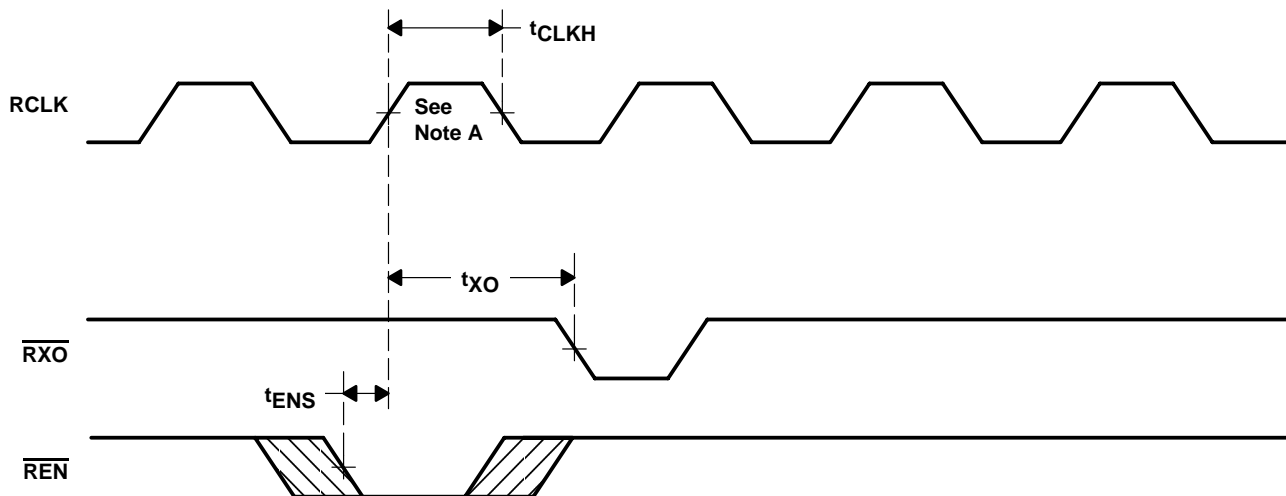 tCLKH
RCLK
See
Note A
tXO
RXO
tENS
REN